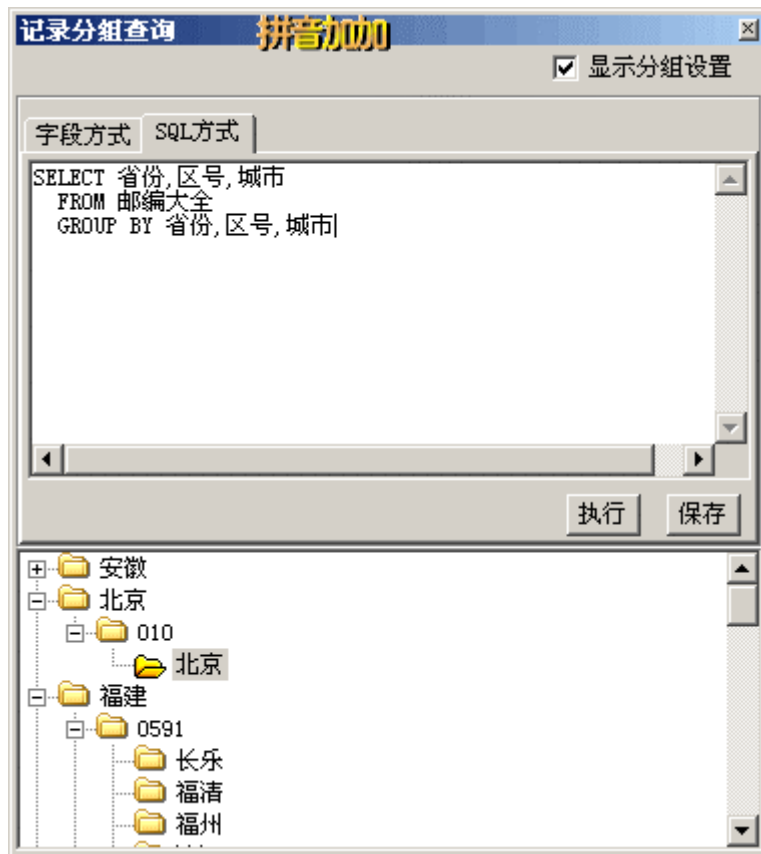 记录分组查询
拼音加加
显示分组设置
字段方式 SQL方式
SELECT 省份,区号,城市
FROM 邮编大全
GROUP BY 省份,区号,城市
执行 保存
安徽
北京
010
北京
福建
0591
长乐
福清
福州